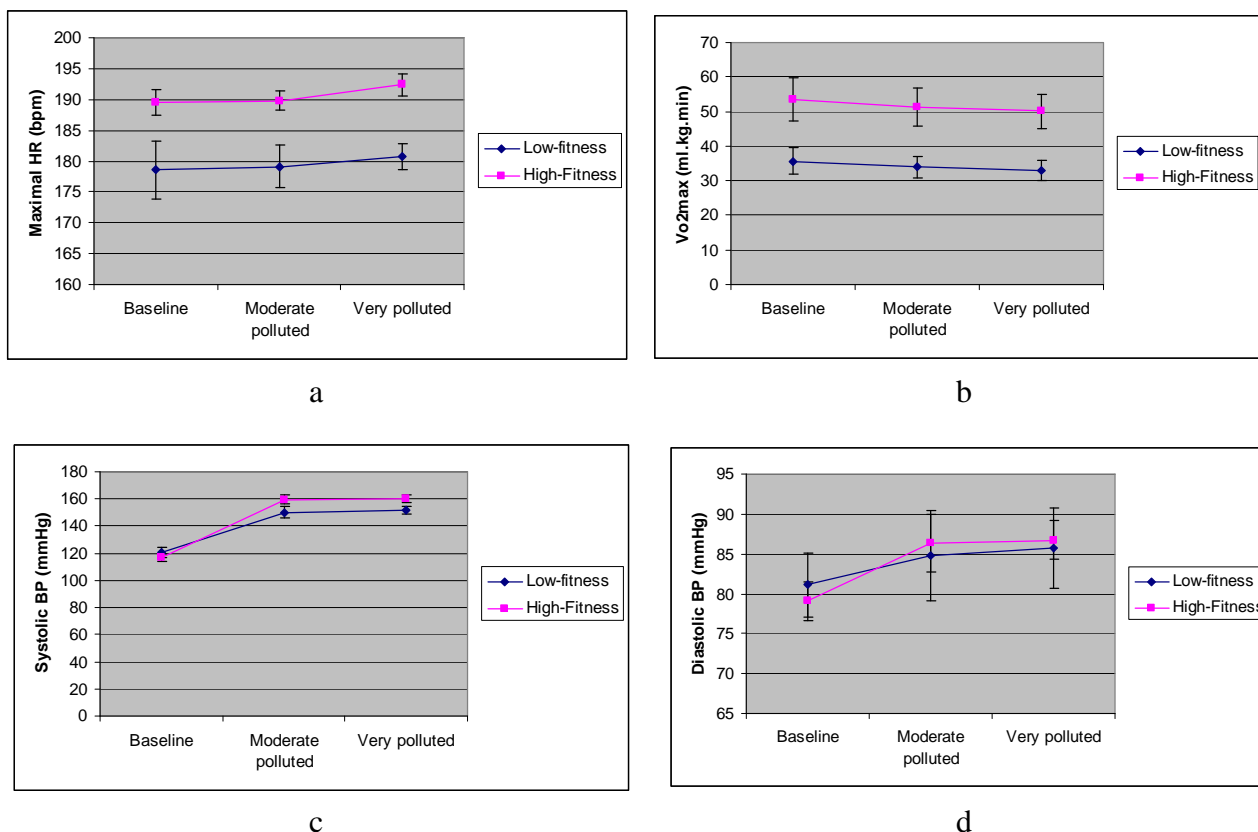 200
195
190
185
180
175
170
165
160
Maximal HR (bpm)
Baseline
Moderate
polluted
Very polluted
Low-fitness
High-Fitness
a
70
60
50
40
30
20
10
0
Vo2max (ml.kg.min)
Baseline
Moderate
polluted
Very polluted
Low-fitness
High-Fitness
b
180
160
140
120
100
80
60
40
20
0
Systolic BP (mmHg)
Baseline
Moderate
polluted
Very polluted
Low-fitness
High-Fitness
c
95
90
85
80
75
70
65
Diastolic BP (mmHg)
Baseline
Moderate
polluted
Very polluted
Low-fitness
High-Fitness
d